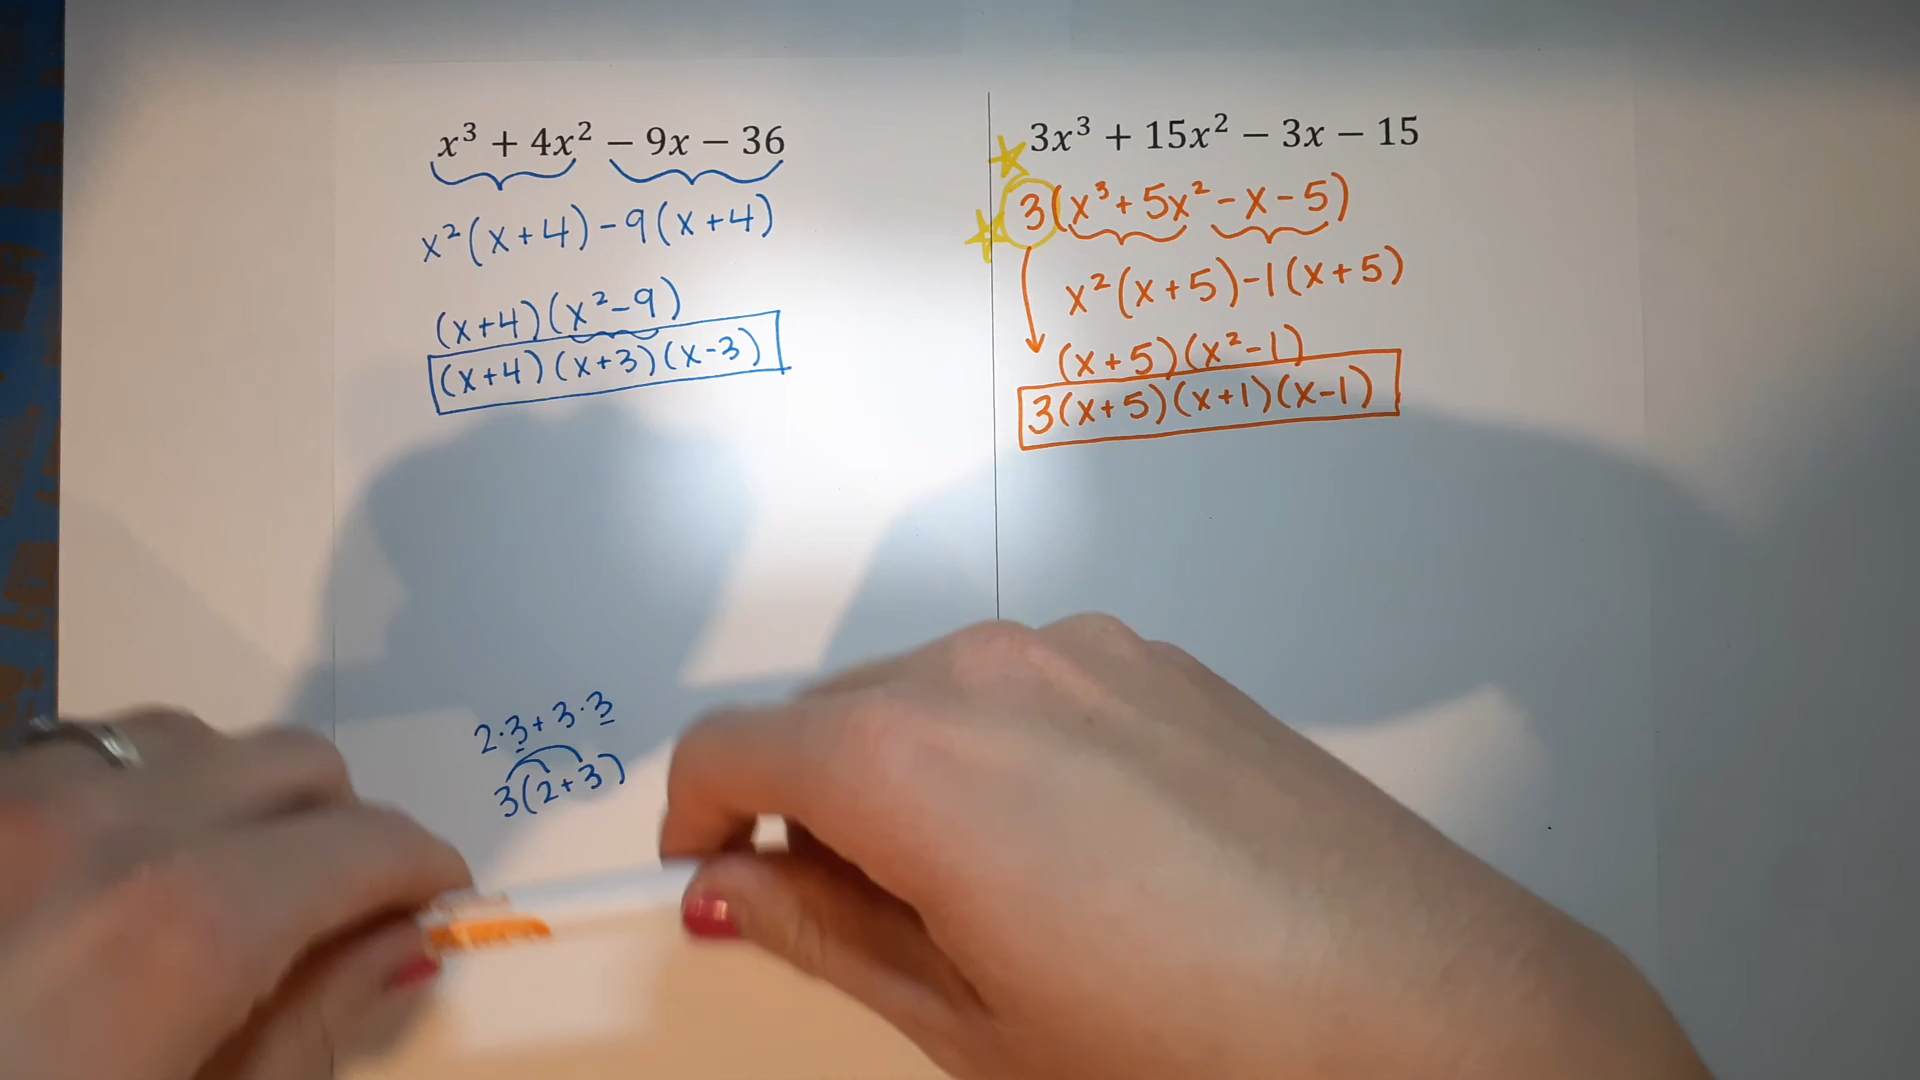 x³ + 4x² − 9x − 36
x²(x+4)-9(x+4)
(x+4)(x²-9)
(x+4)(x+3)(x-3)
2·3+3·3
3(2+3)
3x³ + 15x² − 3x − 15
3(x³+5x²-x-5)
x²(x+5)-1(x+5)
(x+5)(x²-1)
3(x+5)(x+1)(x-1)